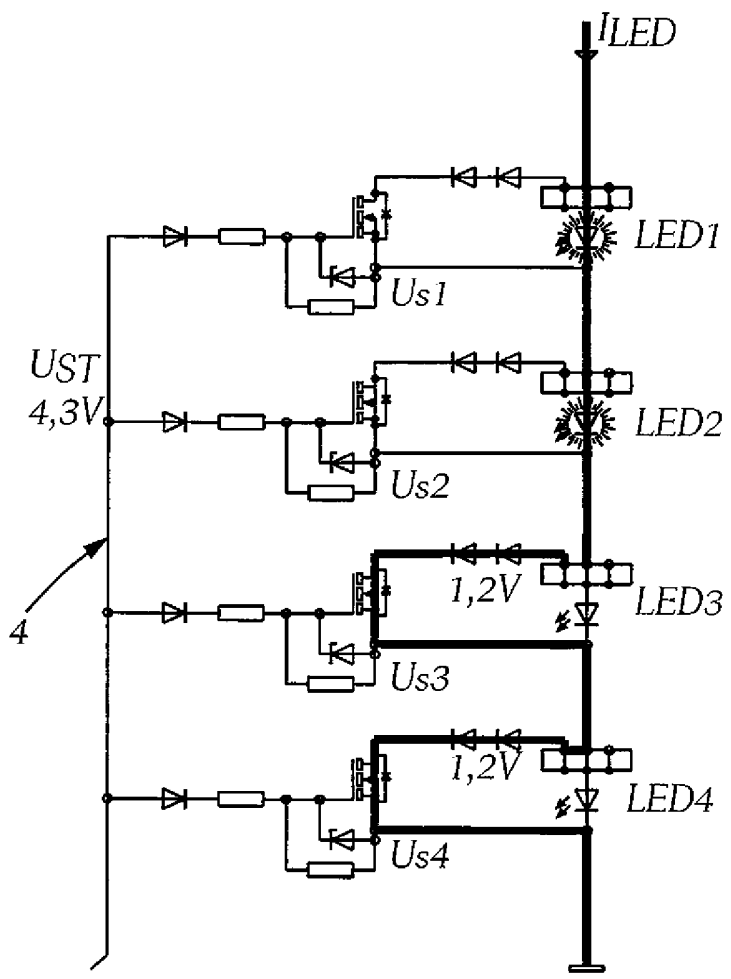 ILED
LED1
Us1
UST
4,3V
LED2
Us2
1,2V
LED3
4
Us3
1,2V
LED4
Us4